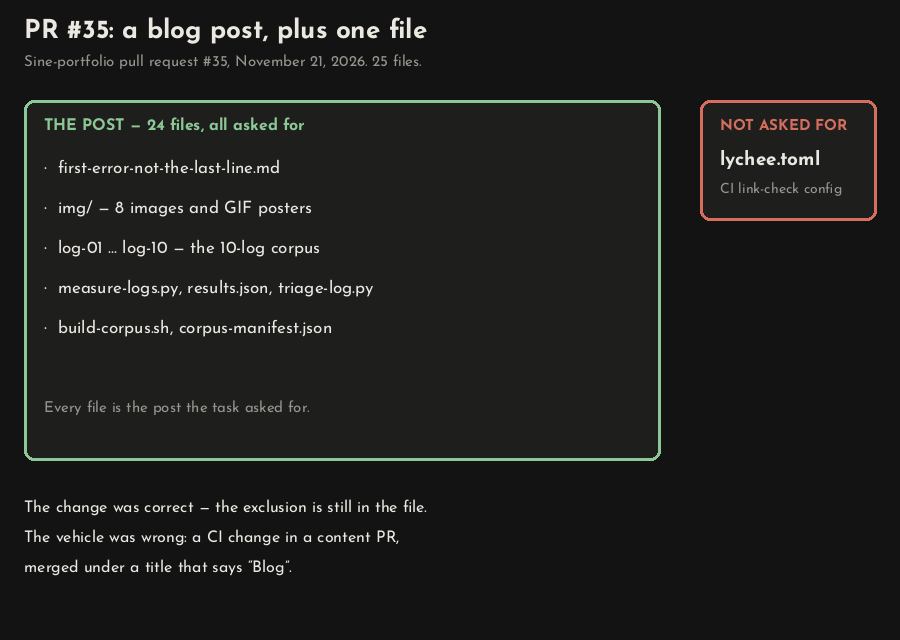 PR #35: a blog post, plus one file
Sine-portfolio pull request #35, November 21, 2026. 25 files.
THE POST — 24 files, all asked for
· first-error-not-the-last-line.md
· img/ — 8 images and GIF posters
· log-01 … log-10 — the 10-log corpus
· measure-logs.py, results.json, triage-log.py
· build-corpus.sh, corpus-manifest.json
Every file is the post the task asked for.
NOT ASKED FOR
lychee.toml
CI link-check config
The change was correct — the exclusion is still in the file.
The vehicle was wrong: a CI change in a content PR,
merged under a title that says “Blog”.